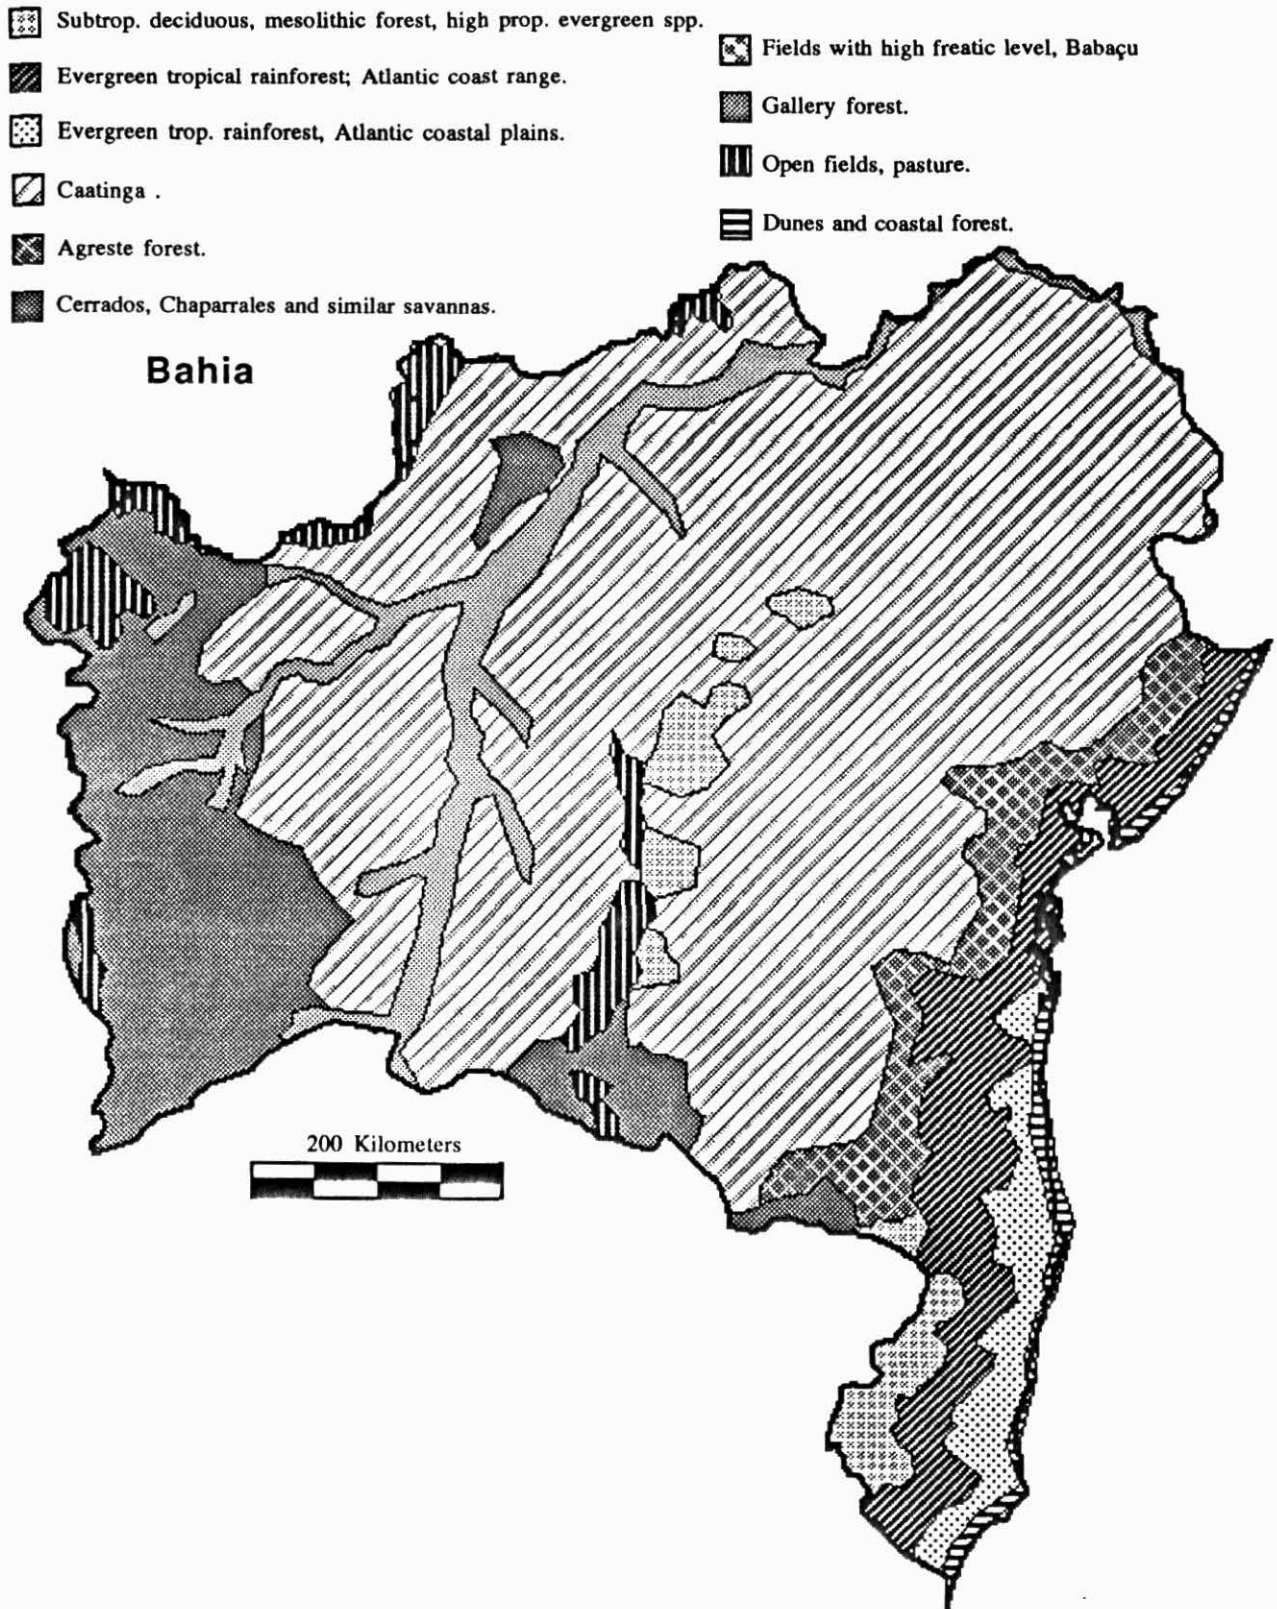 Subtrop. deciduous, mesolithic forest, high prop. evergreen spp.
Evergreen tropical rainforest; Atlantic coast range.
Evergreen trop. rainforest, Atlantic coastal plains.
Caatinga .
Agreste forest.
Cerrados, Chaparrales and similar savannas.
Fields with high freatic level, Babaçu
Gallery forest.
Open fields, pasture.
Dunes and coastal forest.
Bahia
200 Kilometers